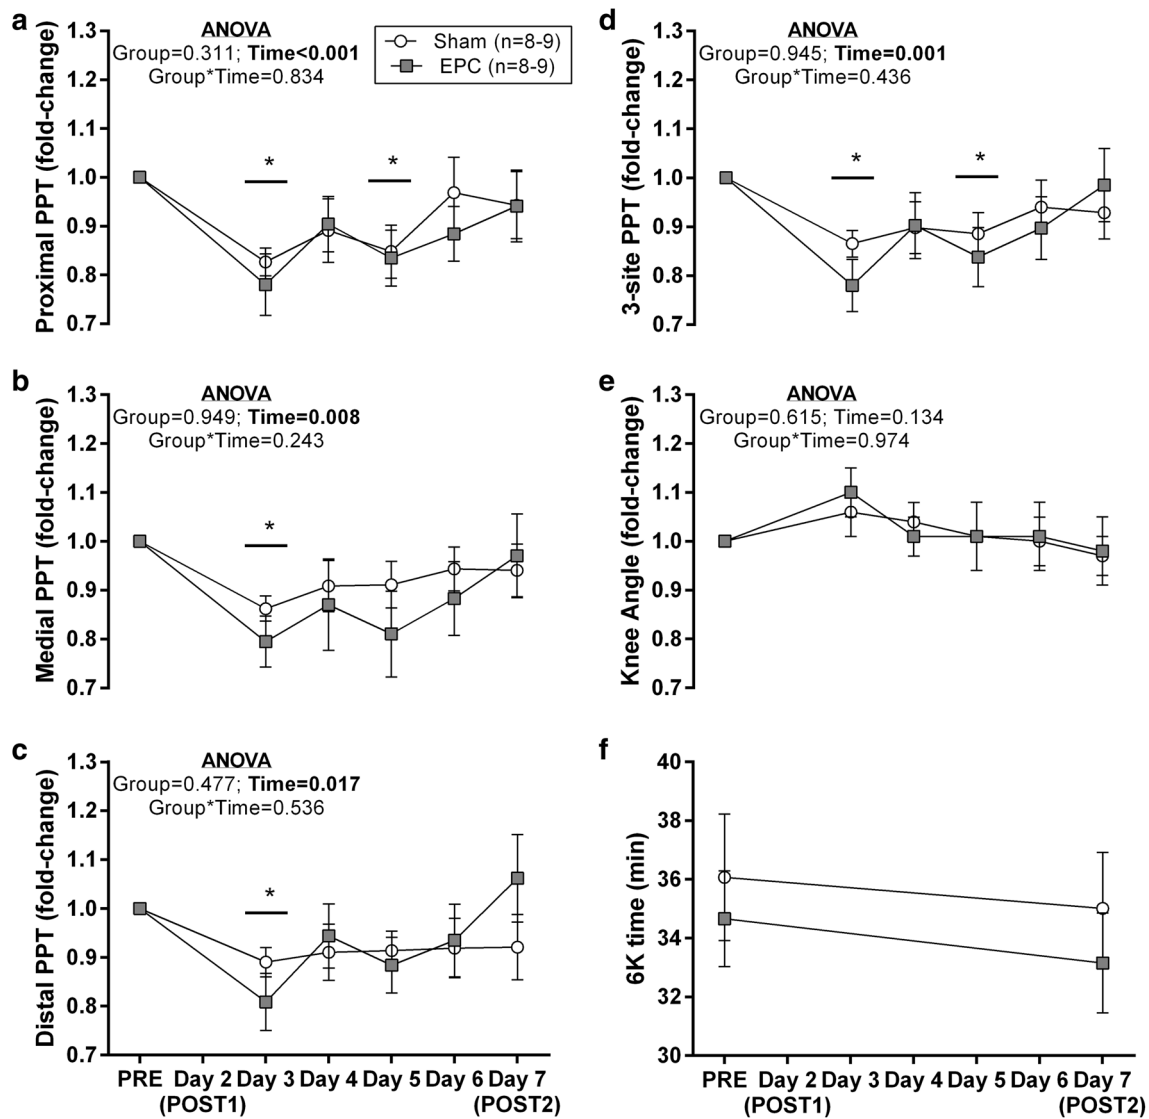 a
Proximal PPT (fold-change)
1.3
1.2
1.1
1.0
0.9
0.8
0.7
ANOVA
Group=0.311; Time<0.001
Group*Time=0.834
Sham (n=8-9)
EPC (n=8-9)
*
*
d
3-site PPT (fold-change)
1.3
1.2
1.1
1.0
0.9
0.8
0.7
ANOVA
Group=0.945; Time=0.001
Group*Time=0.436
*
*
b
Medial PPT (fold-change)
1.3
1.2
1.1
1.0
0.9
0.8
0.7
ANOVA
Group=0.949; Time=0.008
Group*Time=0.243
*
e
Knee Angle (fold-change)
1.3
1.2
1.1
1.0
0.9
0.8
0.7
ANOVA
Group=0.615; Time=0.134
Group*Time=0.974
c
Distal PPT (fold-change)
1.3
1.2
1.1
1.0
0.9
0.8
0.7
ANOVA
Group=0.477; Time=0.017
Group*Time=0.536
*
PRE Day 2 Day 3 Day 4 Day 5 Day 6 Day 7
(POST1) (POST2)
f
6K time (min)
40
38
36
34
32
30
PRE Day 2 Day 3 Day 4 Day 5 Day 6 Day 7
(POST1) (POST2)